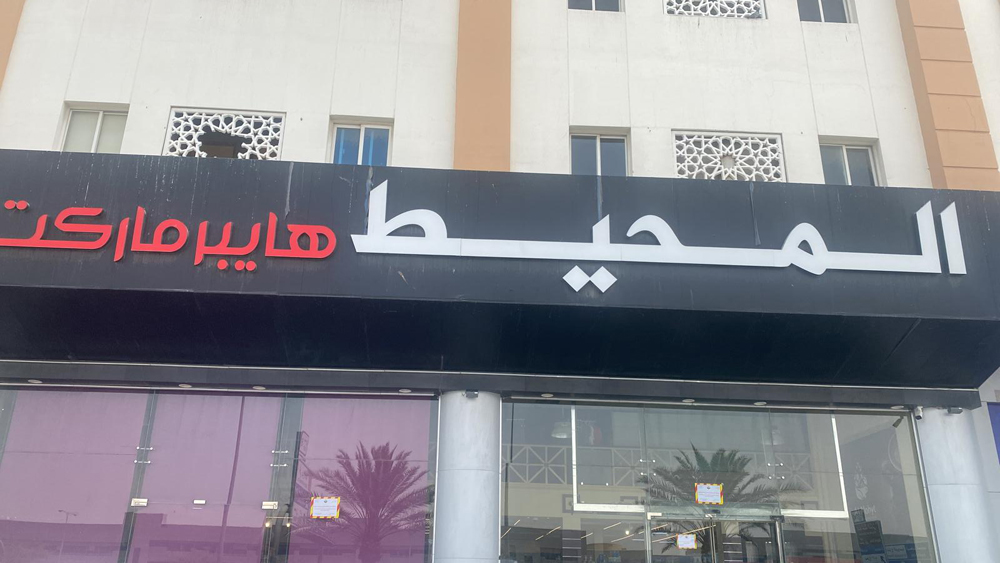 المحيط هايبر ماركت